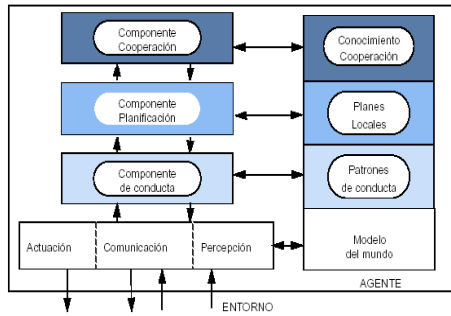 Componente
Cooperación
Conocimiento
Cooperación
Componente
Planificación
Planes
Locales
Componente
de conducta
Patrones
de conducta
Actuación
Comunicación
Percepción
Modelo
del mundo
AGENTE
ENTORNO